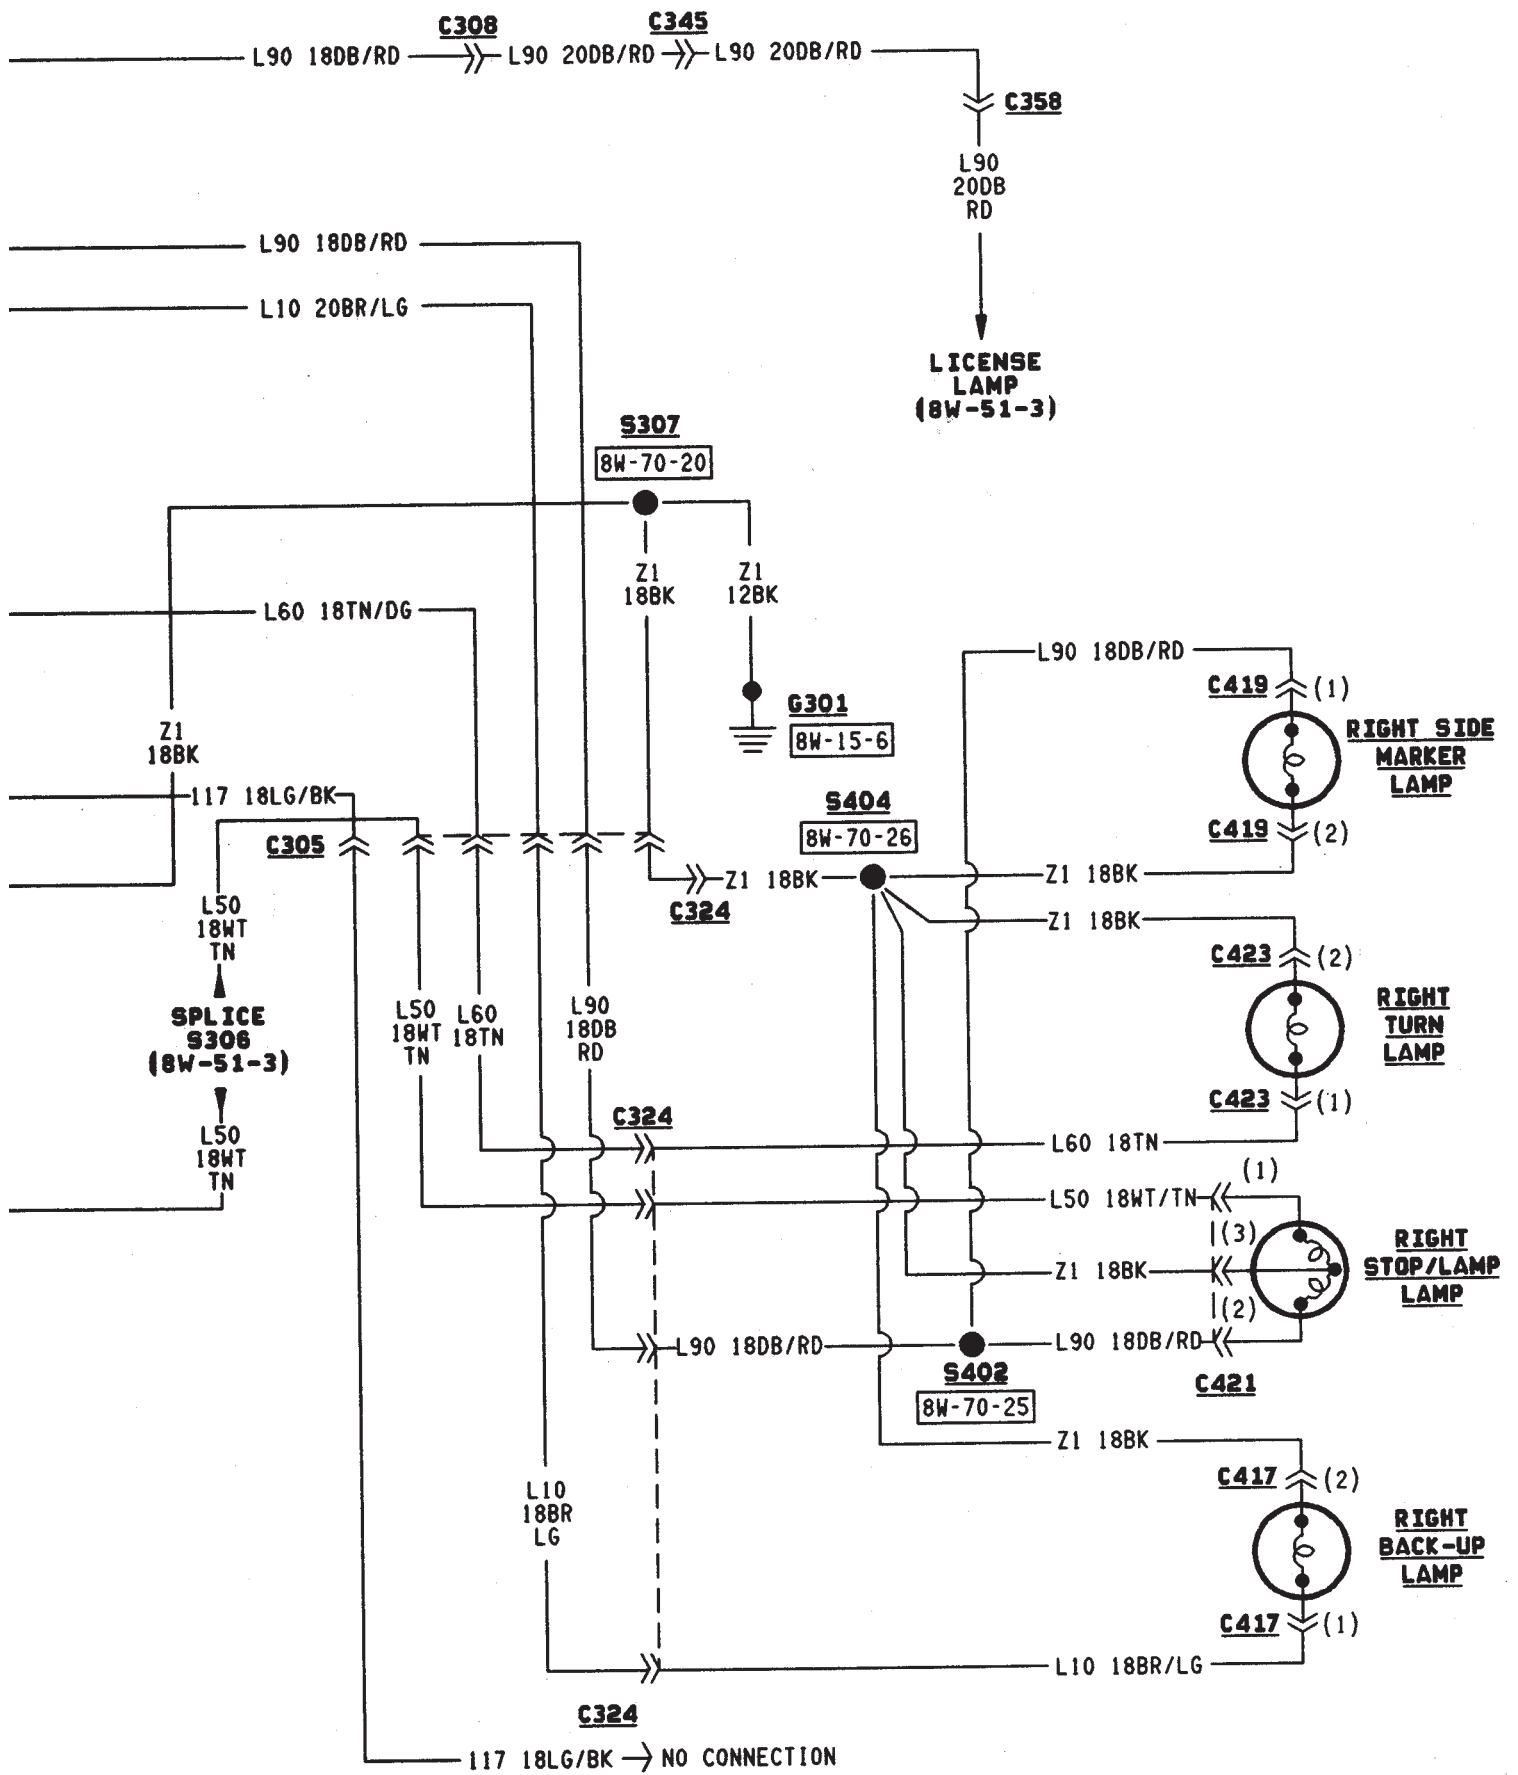 C308
C345
L90 18DB/RD
L90 20DB/RD
L90 20DB/RD
C358
L90
20DB
RD
LICENSE
LAMP
(8W-51-3)
L90 18DB/RD
L10 20BR/LG
S307
8W-70-20
Z1
18BK
Z1
12BK
L60 18TN/DG
G301
8W-15-6
Z1
18BK
117 18LG/BK
C305
L50
18WT
TN
SPLICE
S306
(8W-51-3)
L50
18WT
TN
L50
18WT
TN
L60
18TN
L90
18DB
RD
C324
Z1 18BK
S404
8W-70-26
L90 18DB/RD
C419 (1)
RIGHT SIDE
MARKER
LAMP
C419 (2)
Z1 18BK
Z1 18BK
C423 (2)
RIGHT
TURN
LAMP
C423 (1)
C324
L60 18TN
(1)
L50 18WT/TN
(3)
Z1 18BK
(2)
RIGHT
STOP/LAMP
LAMP
L90 18DB/RD
S402
8W-70-25
L90 18DB/RD
C421
Z1 18BK
C417 (2)
RIGHT
BACK-UP
LAMP
C417 (1)
L10
18BR
LG
L10 18BR/LG
C324
117 18LG/BK
NO CONNECTION